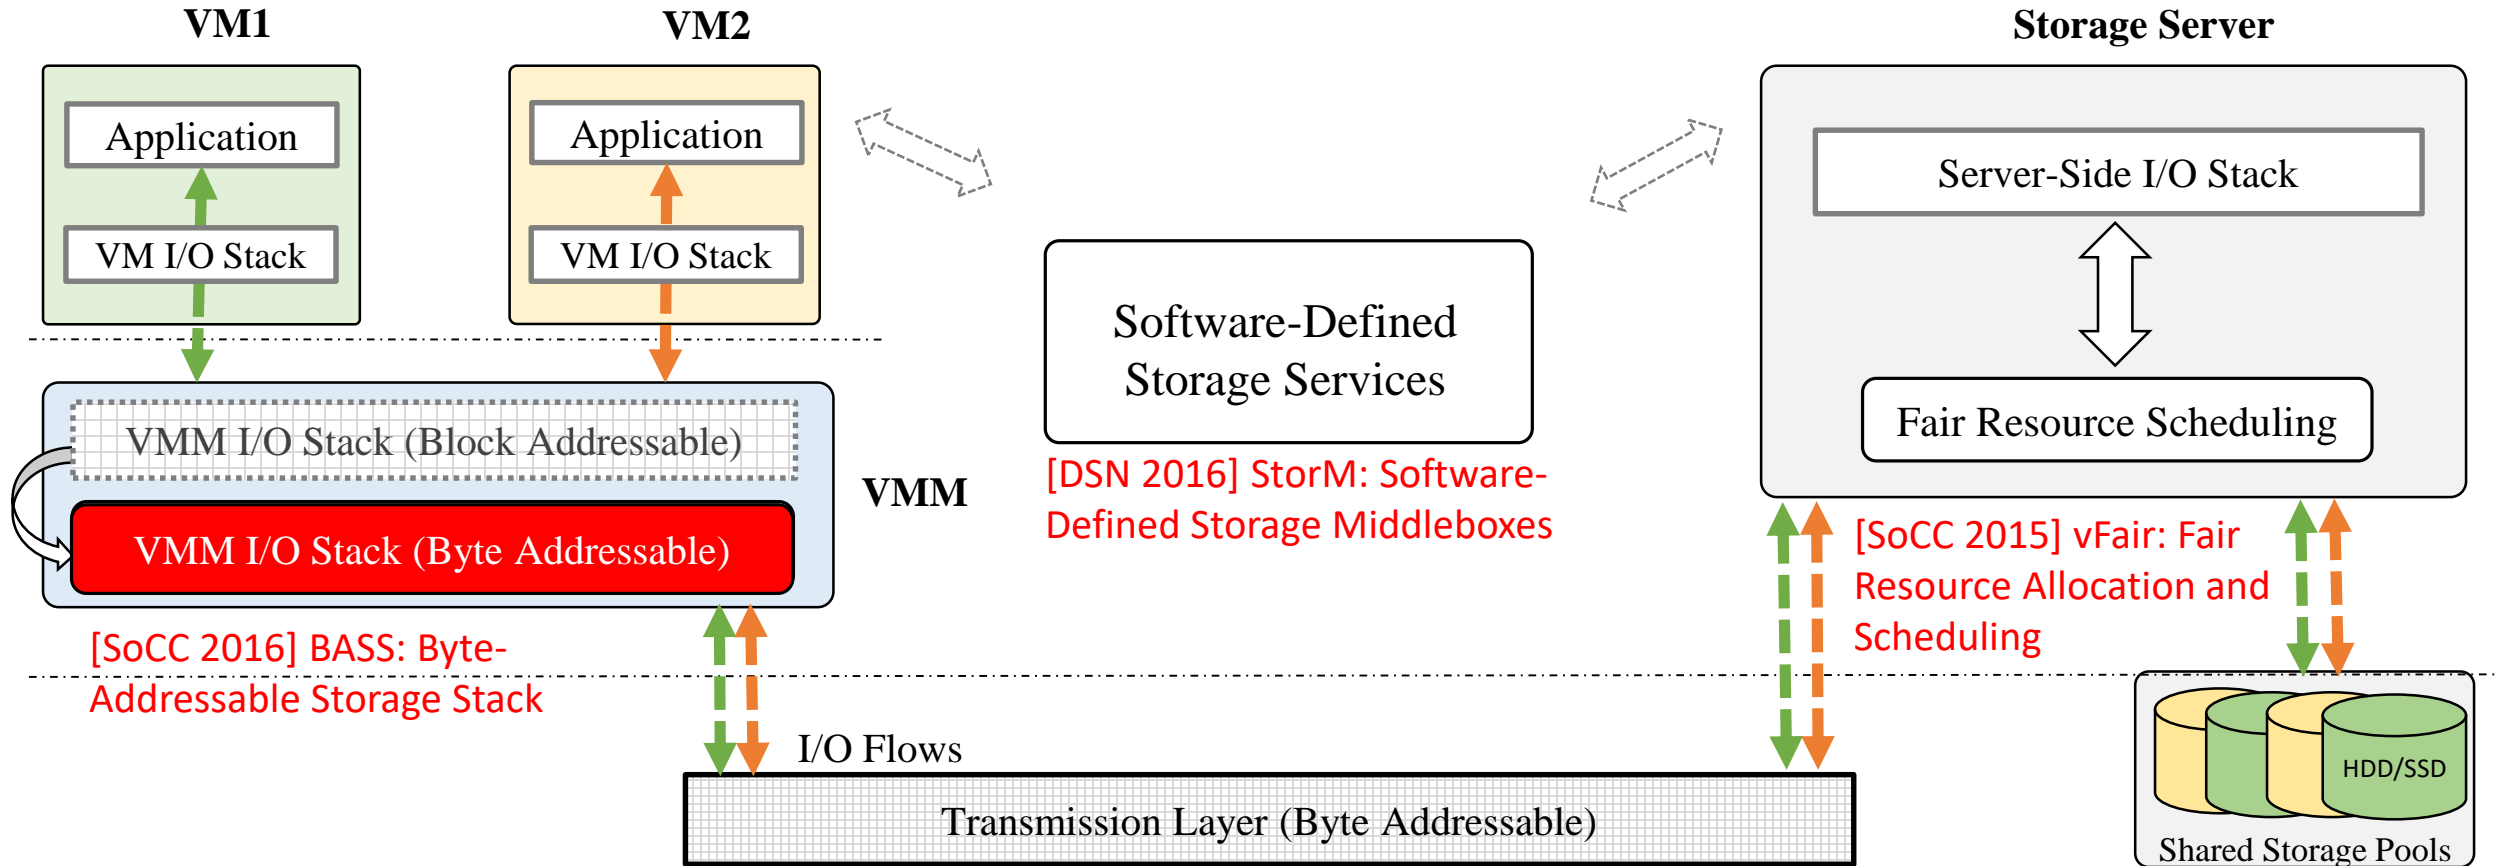 VM1
VM2
Storage Server
Application
Application
Server-Side I/O Stack
VM I/O Stack
VM I/O Stack
Software-Defined
Storage Services
Fair Resource Scheduling
VMM I/O Stack (Block Addressable)
VMM
VMM I/O Stack (Byte Addressable)
[DSN 2016] StorM: Software-
Defined Storage Middleboxes
[SoCC 2015] vFair: Fair
Resource Allocation and
Scheduling
[SoCC 2016] BASS: Byte-
Addressable Storage Stack
I/O Flows
HDD/SSD
Transmission Layer (Byte Addressable)
Shared Storage Pools